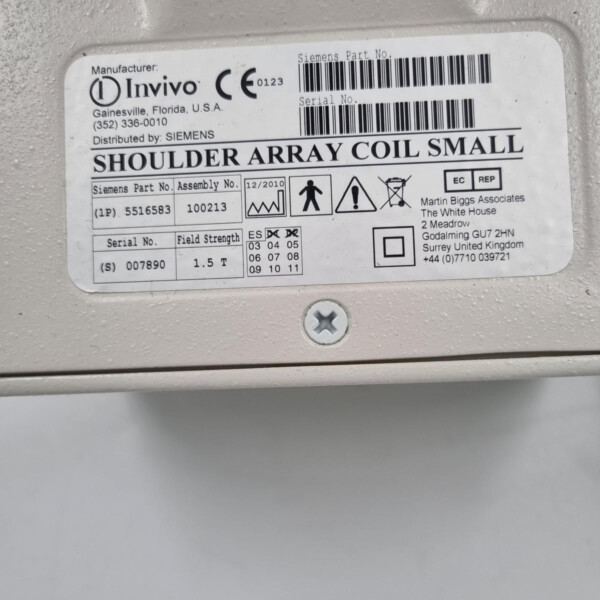 Manufacturer:
Invivo
CE 0123
Gainesville, Florida, U.S.A.
(352) 336-0010
Distributed by: SIEMENS
Siemens Part No.
Serial No.
SHOULDER ARRAY COIL SMALL
Siemens Part No. Assembly No.
(1P) 5516583 100213
12/2010
Serial No. Field Strength
(S) 007890 1.5 T
ES
03 04 05
06 07 08
09 10 11
EC REP
Martin Biggs Associates
The White House
2 Meadrow
Godalming GU7 2HN
Surrey United Kingdom
+44 (0)7710 039721